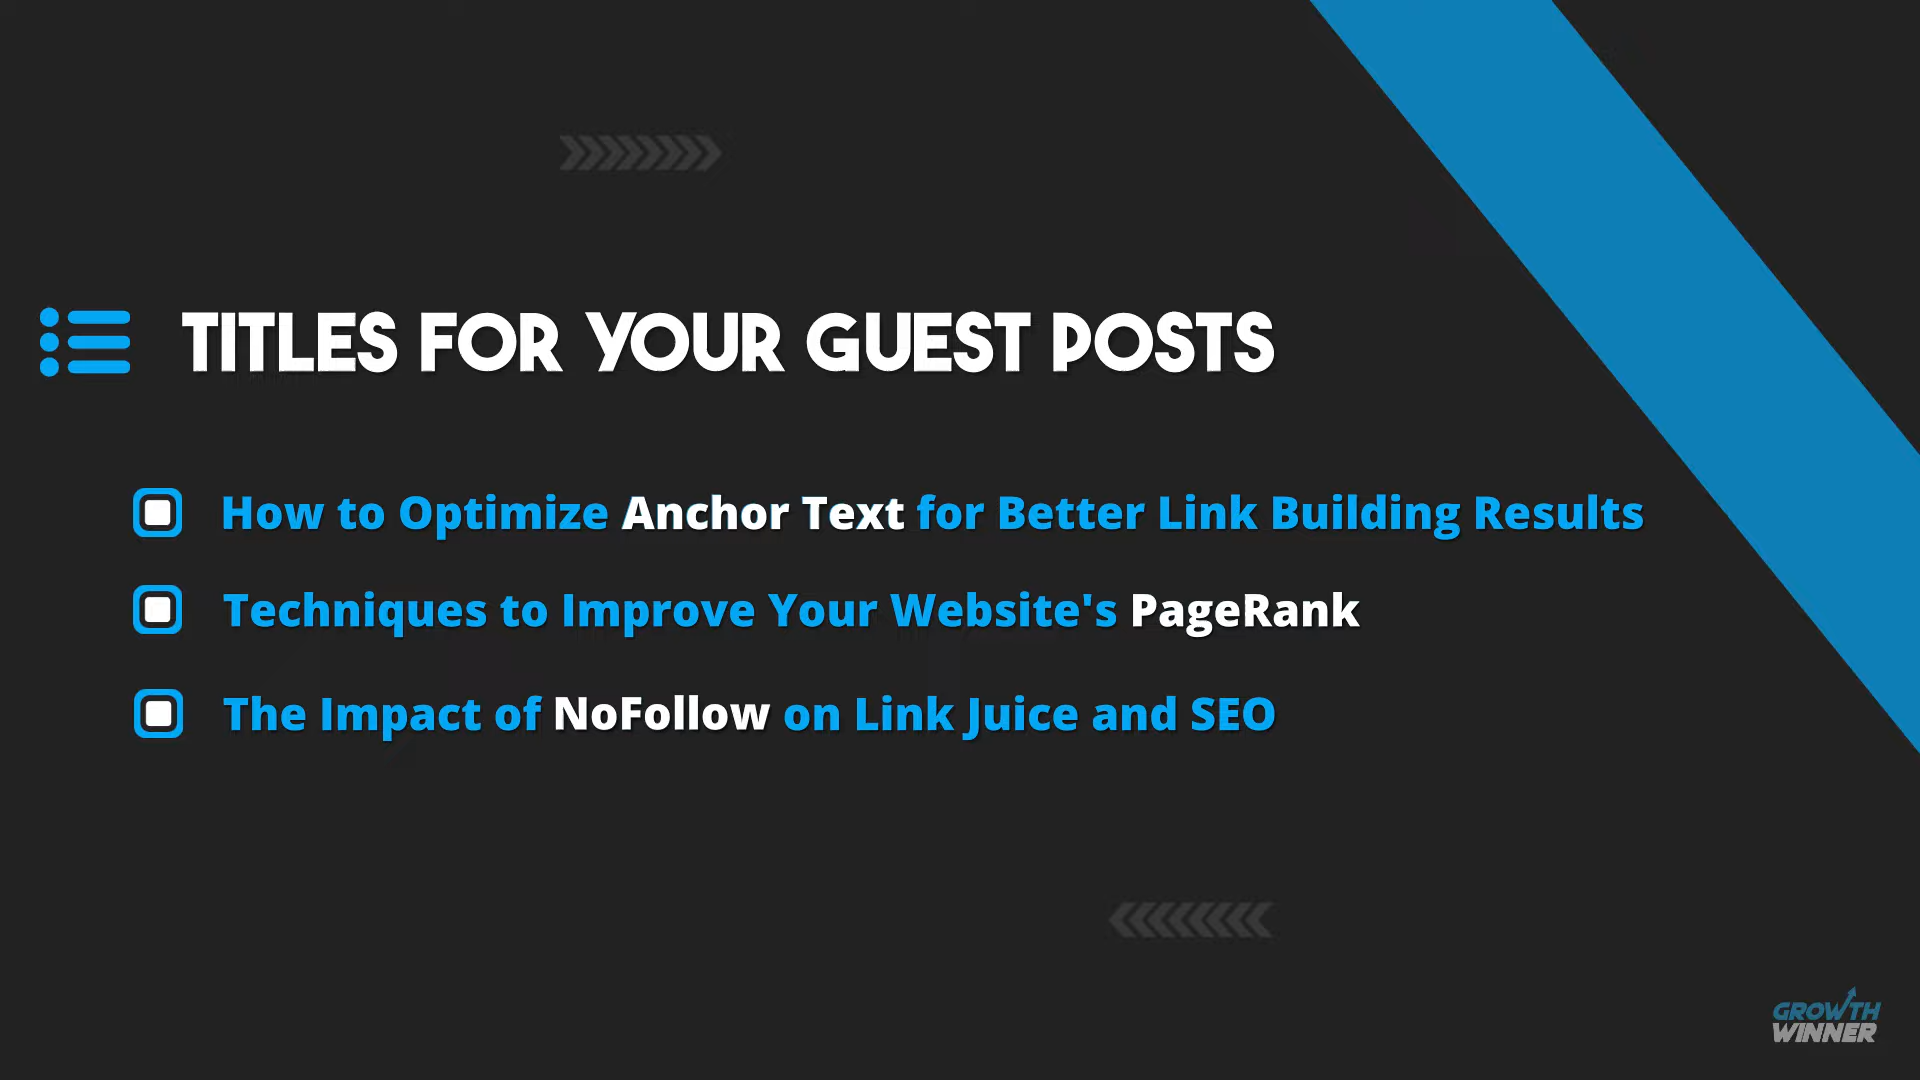 TITLES FOR YOUR GUEST POSTS
How to Optimize Anchor Text for Better Link Building Results
Techniques to Improve Your Website's PageRank
The Impact of NoFollow on Link Juice and SEO
GROWTH
WINNER